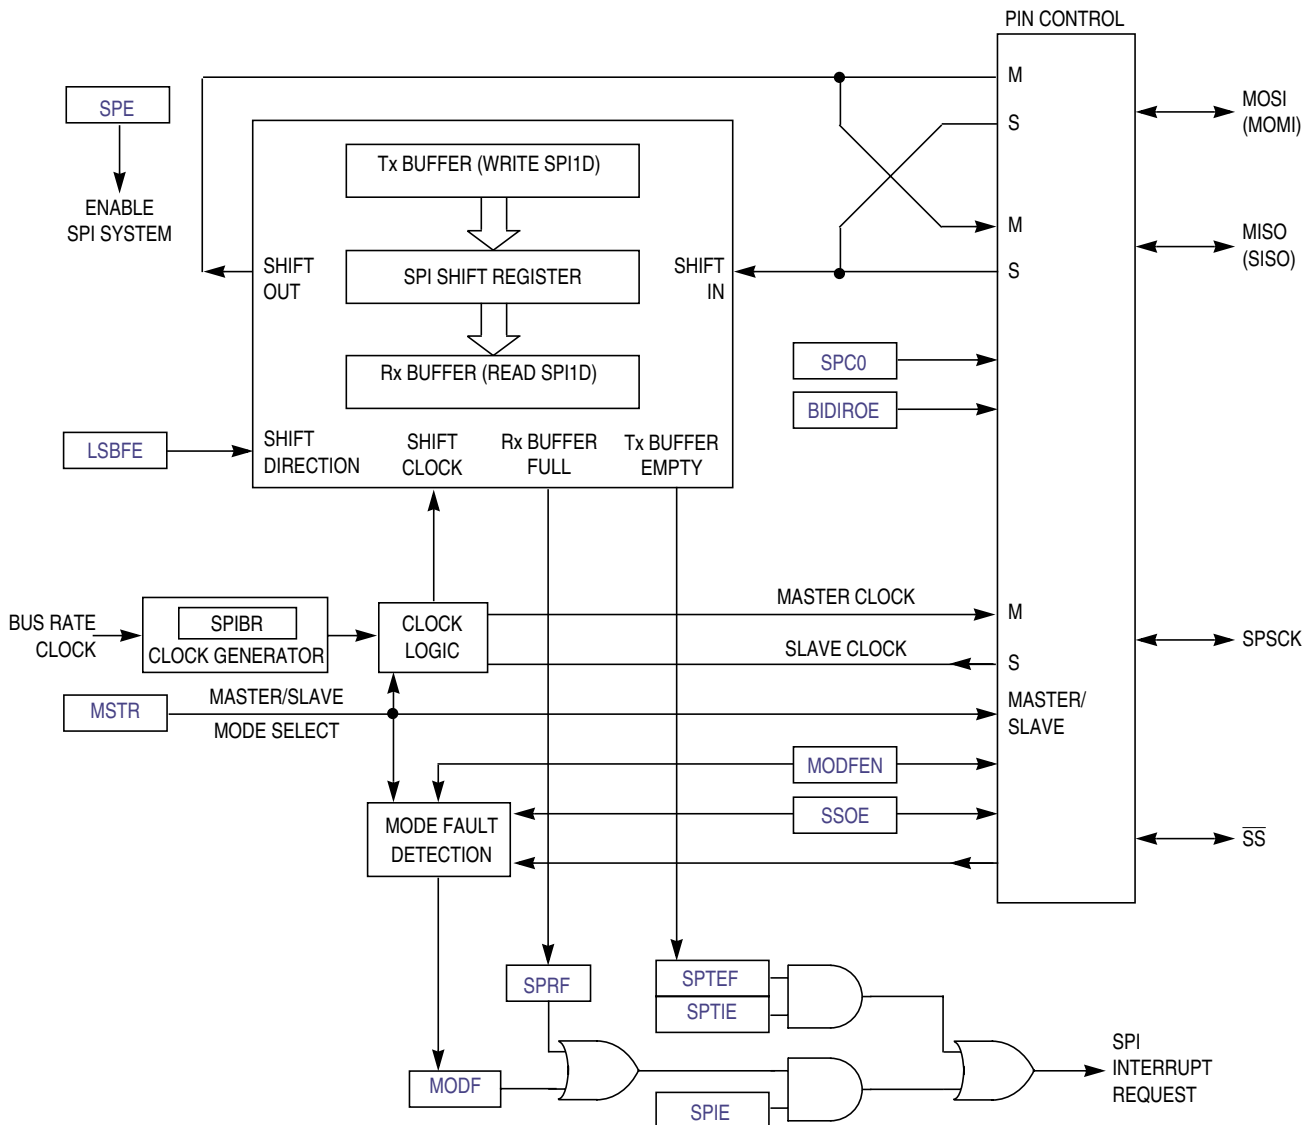 PIN CONTROL
M
SPE
MOSI
(MOMI)
S
Tx BUFFER (WRITE SPI1D)
ENABLE
SPI SYSTEM
M
MISO
(SISO)
SHIFT
OUT
SPI SHIFT REGISTER
SHIFT
IN
S
SPC0
Rx BUFFER (READ SPI1D)
BIDIROE
LSBFE
SHIFT
DIRECTION
SHIFT
CLOCK
Rx BUFFER
FULL
Tx BUFFER
EMPTY
MASTER CLOCK
M
BUS RATE
CLOCK
SPIBR
CLOCK GENERATOR
CLOCK
LOGIC
SLAVE CLOCK
S
SPSCK
MSTR
MASTER/SLAVE
MODE SELECT
MASTER/
SLAVE
MODFEN
SSOE
MODE FAULT
DETECTION
SS
SPRF
SPTEF
SPTIE
SPI
INTERRUPT
REQUEST
MODF
SPIE